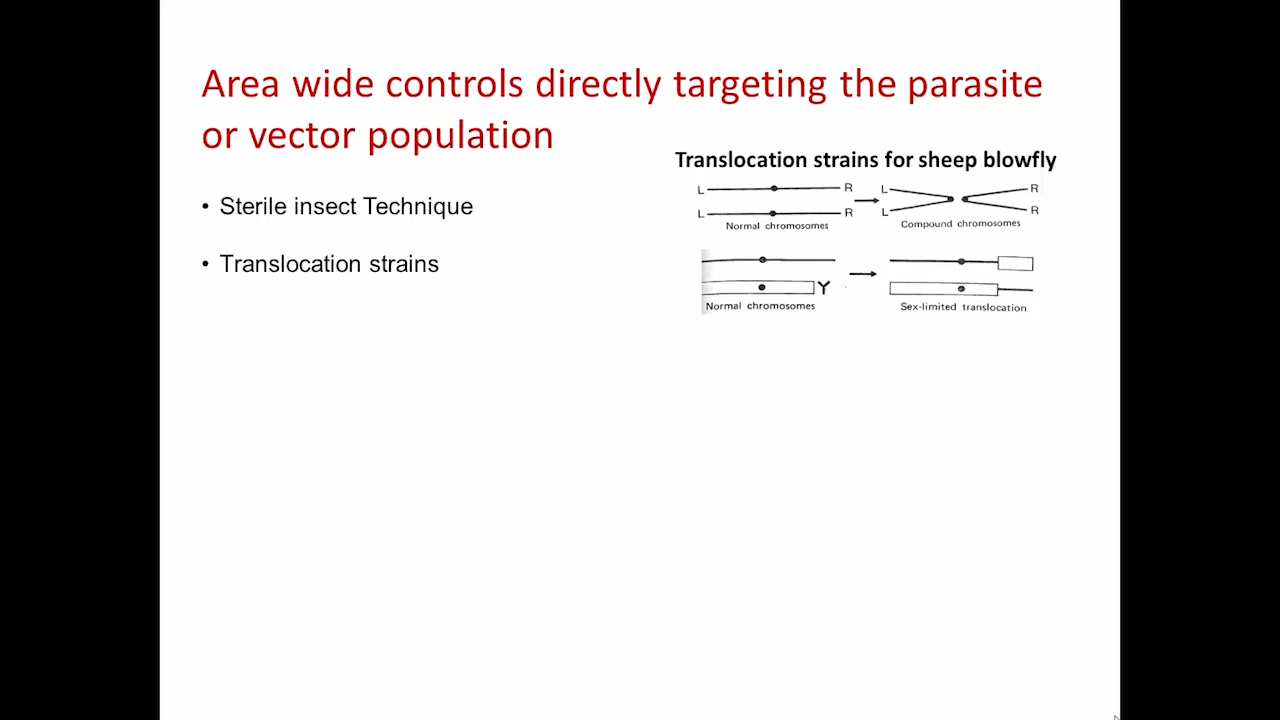 Area wide controls directly targeting the parasite
or vector population
• Sterile insect Technique
• Translocation strains
Translocation strains for sheep blowfly
L R L R
L R L R
Normal chromosomes Compound chromosomes
Y
Normal chromosomes Sex-limited translocation